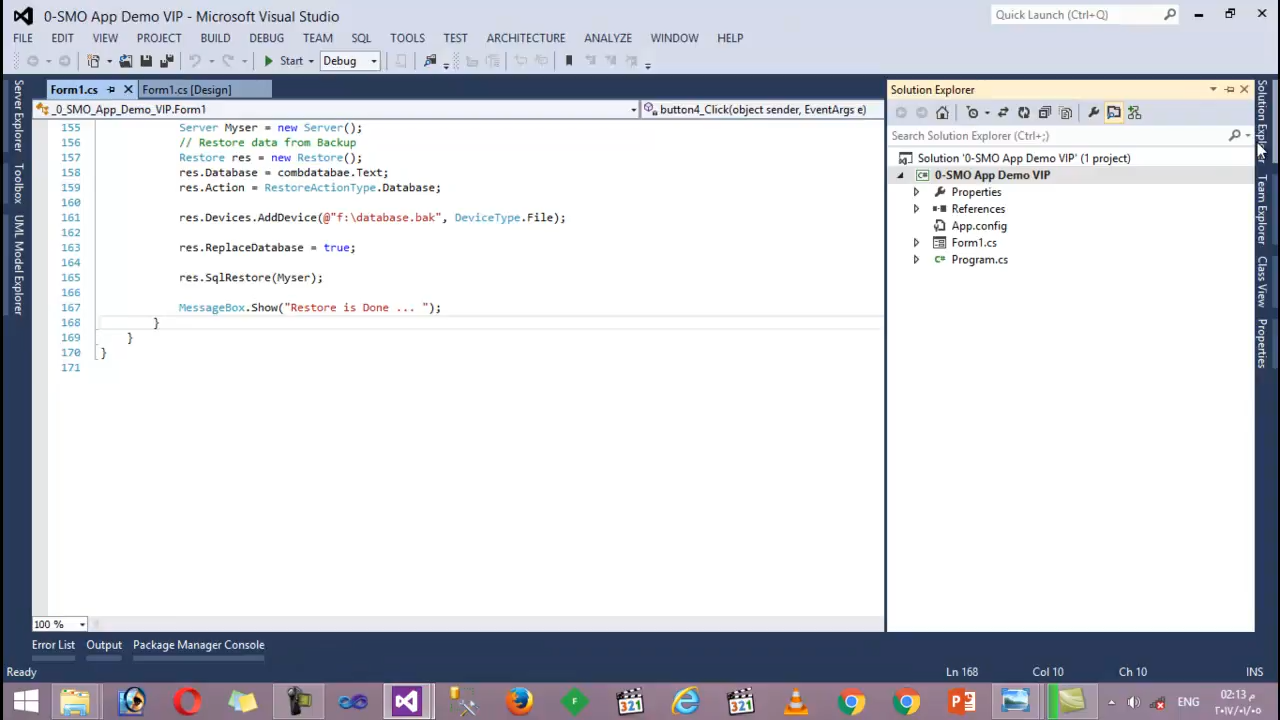 0-SMO App Demo VIP - Microsoft Visual Studio
Quick Launch (Ctrl+Q)
FILE EDIT VIEW PROJECT BUILD DEBUG TEAM SQL TOOLS TEST ARCHITECTURE ANALYZE WINDOW HELP
Start Debug
Form1.cs Form1.cs [Design]
_0_SMO_App_Demo_VIP.Form1 button4_Click(object sender, EventArgs e)
155 Server Myser = new Server();
156 // Restore data from Backup
157 Restore res = new Restore();
158 res.Database = combdatabae.Text;
159 res.Action = RestoreActionType.Database;
160
161 res.Devices.AddDevice(@"f:\database.bak", DeviceType.File);
162
163 res.ReplaceDatabase = true;
164
165 res.SqlRestore(Myser);
166
167 MessageBox.Show("Restore is Done ... ");
168 }
169 }
170 }
171
100 %
Server Explorer
Toolbox
UML Model Explorer
Solution Explorer
Search Solution Explorer (Ctrl+;)
Solution '0-SMO App Demo VIP' (1 project)
0-SMO App Demo VIP
Properties
References
App.config
Form1.cs
Program.cs
Solution Explorer
Team Explorer
Class View
Properties
Error List Output Package Manager Console
Ready Ln 168 Col 10 Ch 10 INS
321
321
ENG
02:13 م